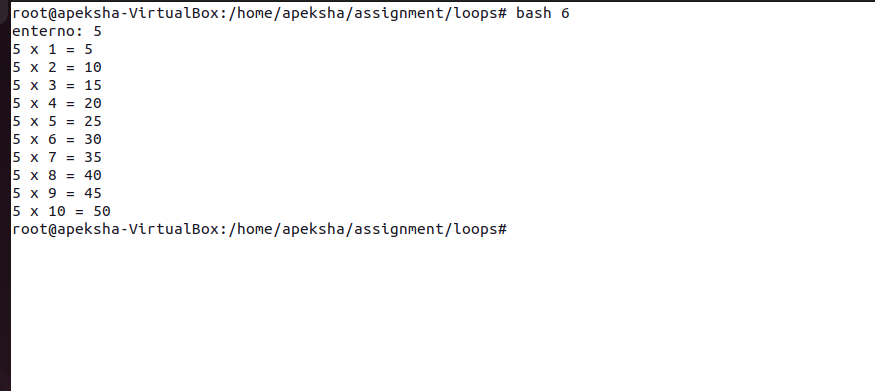 root@apeksha-VirtualBox:/home/apeksha/assignment/loops# bash 6
enterno: 5
5 x 1 = 5
5 x 2 = 10
5 x 3 = 15
5 x 4 = 20
5 x 5 = 25
5 x 6 = 30
5 x 7 = 35
5 x 8 = 40
5 x 9 = 45
5 x 10 = 50
root@apeksha-VirtualBox:/home/apeksha/assignment/loops#